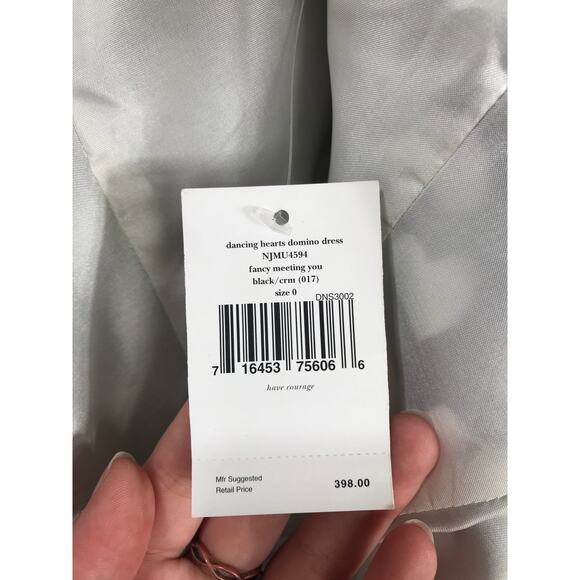 dancing hearts domino dress
NJMU4594
fancy meeting you
black/crm (017)
size 0
DNS3002
7 16453 75606 6
have courage
Mfr Suggested
Retail Price 398.00